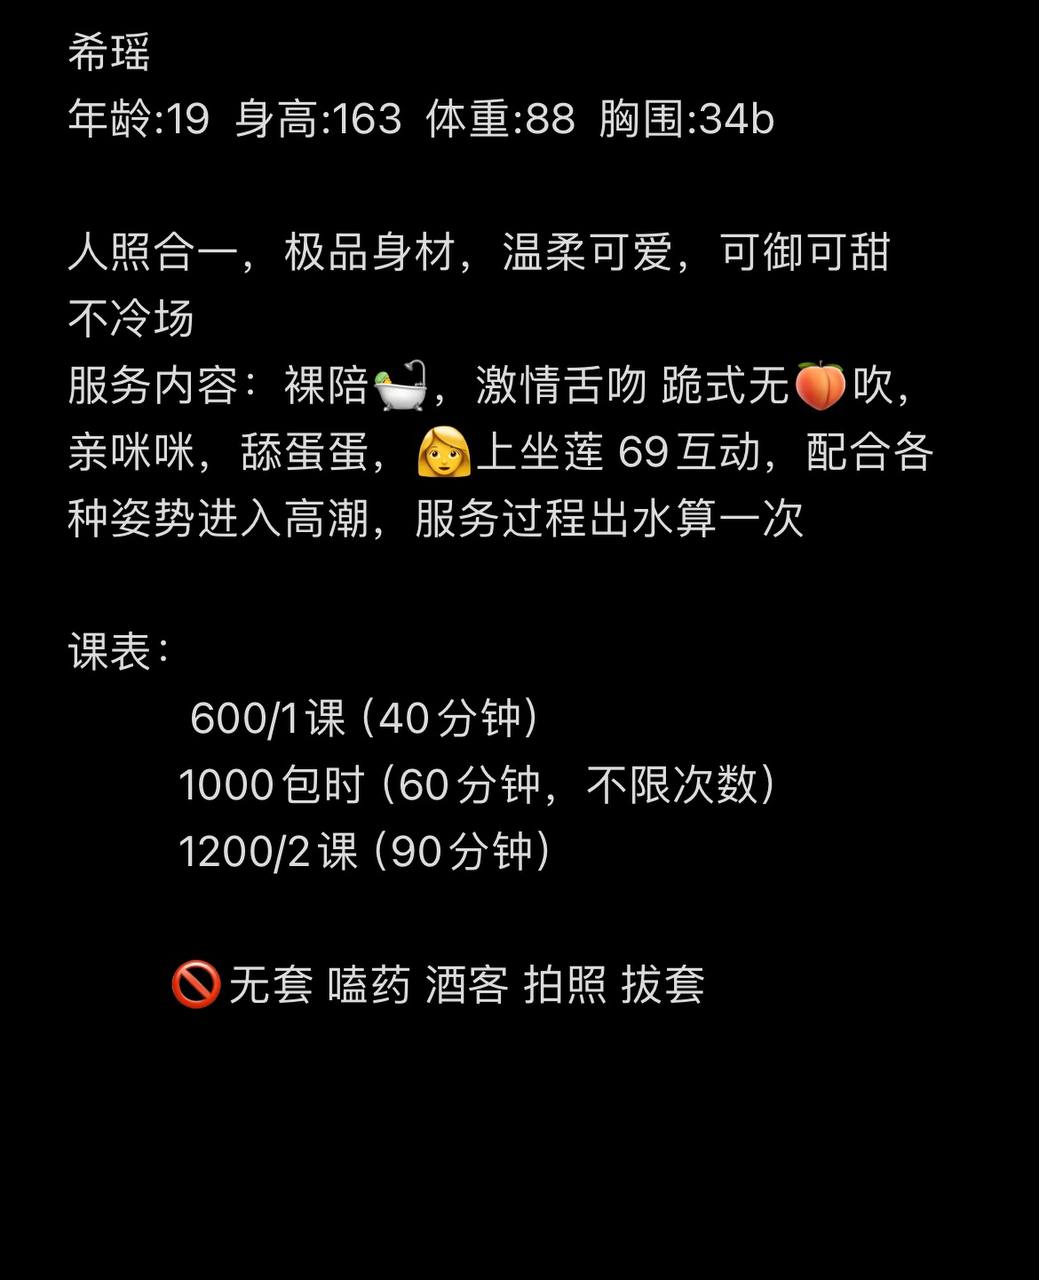 希瑶
年龄:19 身高:163 体重:88 胸围:34b
人照合一，极品身材，温柔可爱，可御可甜
不冷场
服务内容：裸陪🛀，激情舌吻 跪式无🍑吹，
亲咪咪，舔蛋蛋，👩上坐莲 69互动，配合各
种姿势进入高潮，服务过程出水算一次
课表：
600/1课（40分钟）
1000包时（60分钟，不限次数）
1200/2课（90分钟）
🚫无套 嗑药 酒客 拍照 拔套